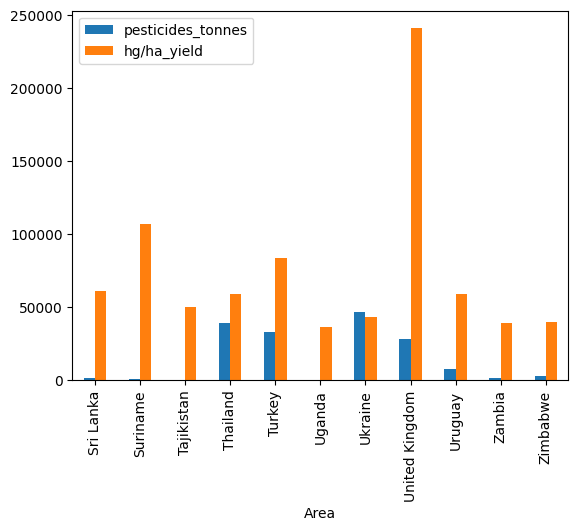 pesticides_tonnes
hg/ha_yield
250000
200000
150000
100000
50000
0
Sri Lanka
Suriname
Tajikistan
Thailand
Turkey
Uganda
Ukraine
United Kingdom
Uruguay
Zambia
Zimbabwe
Area